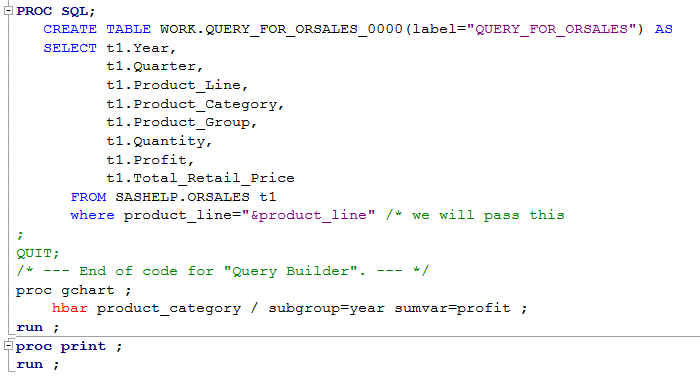 PROC SQL;
CREATE TABLE WORK.QUERY_FOR_ORSALES_0000(label="QUERY_FOR_ORSALES") AS
SELECT t1.Year,
t1.Quarter,
t1.Product_Line,
t1.Product_Category,
t1.Product_Group,
t1.Quantity,
t1.Profit,
t1.Total_Retail_Price
FROM SASHELP.ORSALES t1
where product_line="&product_line" /* we will pass this
;
QUIT;
/* --- End of code for "Query Builder". --- */
proc gchart ;
hbar product_category / subgroup=year sumvar=profit ;
run ;
proc print ;
run ;